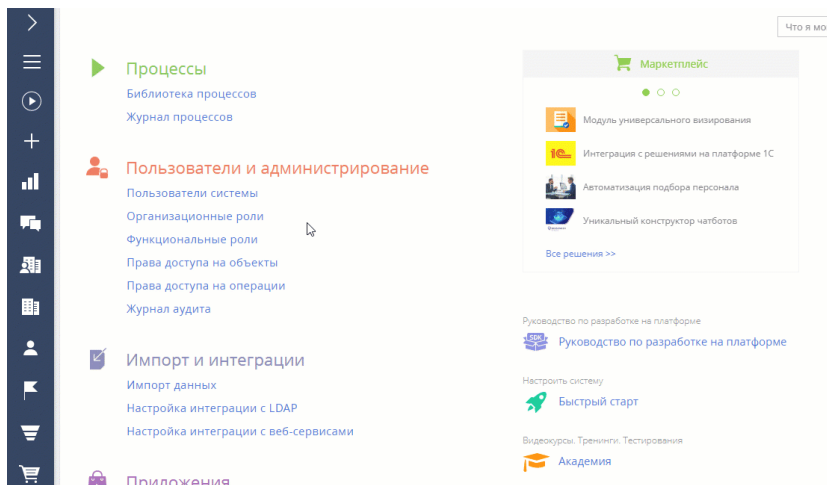 Что я мо
Процессы
Библиотека процессов
Журнал процессов
Пользователи и администрирование
Пользователи системы
Организационные роли
Функциональные роли
Права доступа на объекты
Права доступа на операции
Журнал аудита
Импорт и интеграции
Импорт данных
Настройка интеграции с LDAP
Настройка интеграции с веб-сервисами
Приложения
Маркетплейс
Модуль универсального визирования
1С
Интеграция с решениями на платформе 1С
Автоматизация подбора персонала
Уникальный конструктор чатботов
Все решения >>
Руководство по разработке на платформе
SDK
Руководство по разработке на платформе
Настроить систему
Быстрый старт
Видеокурсы. Тренинги. Тестирования
Академия